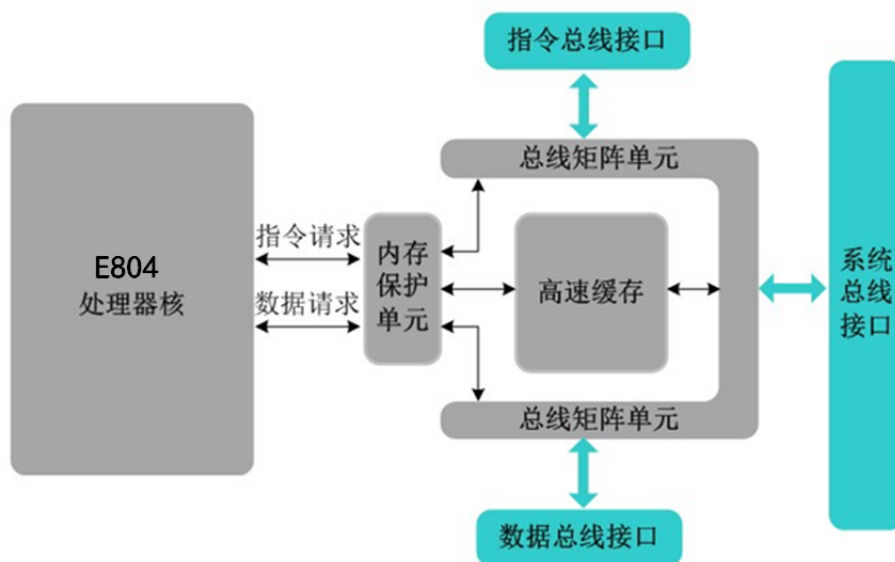 指令总线接口
总线矩阵单元
E804
处理器核
指令请求
数据请求
内存
保护
单元
高速缓存
系统
总线
接口
总线矩阵单元
数据总线接口